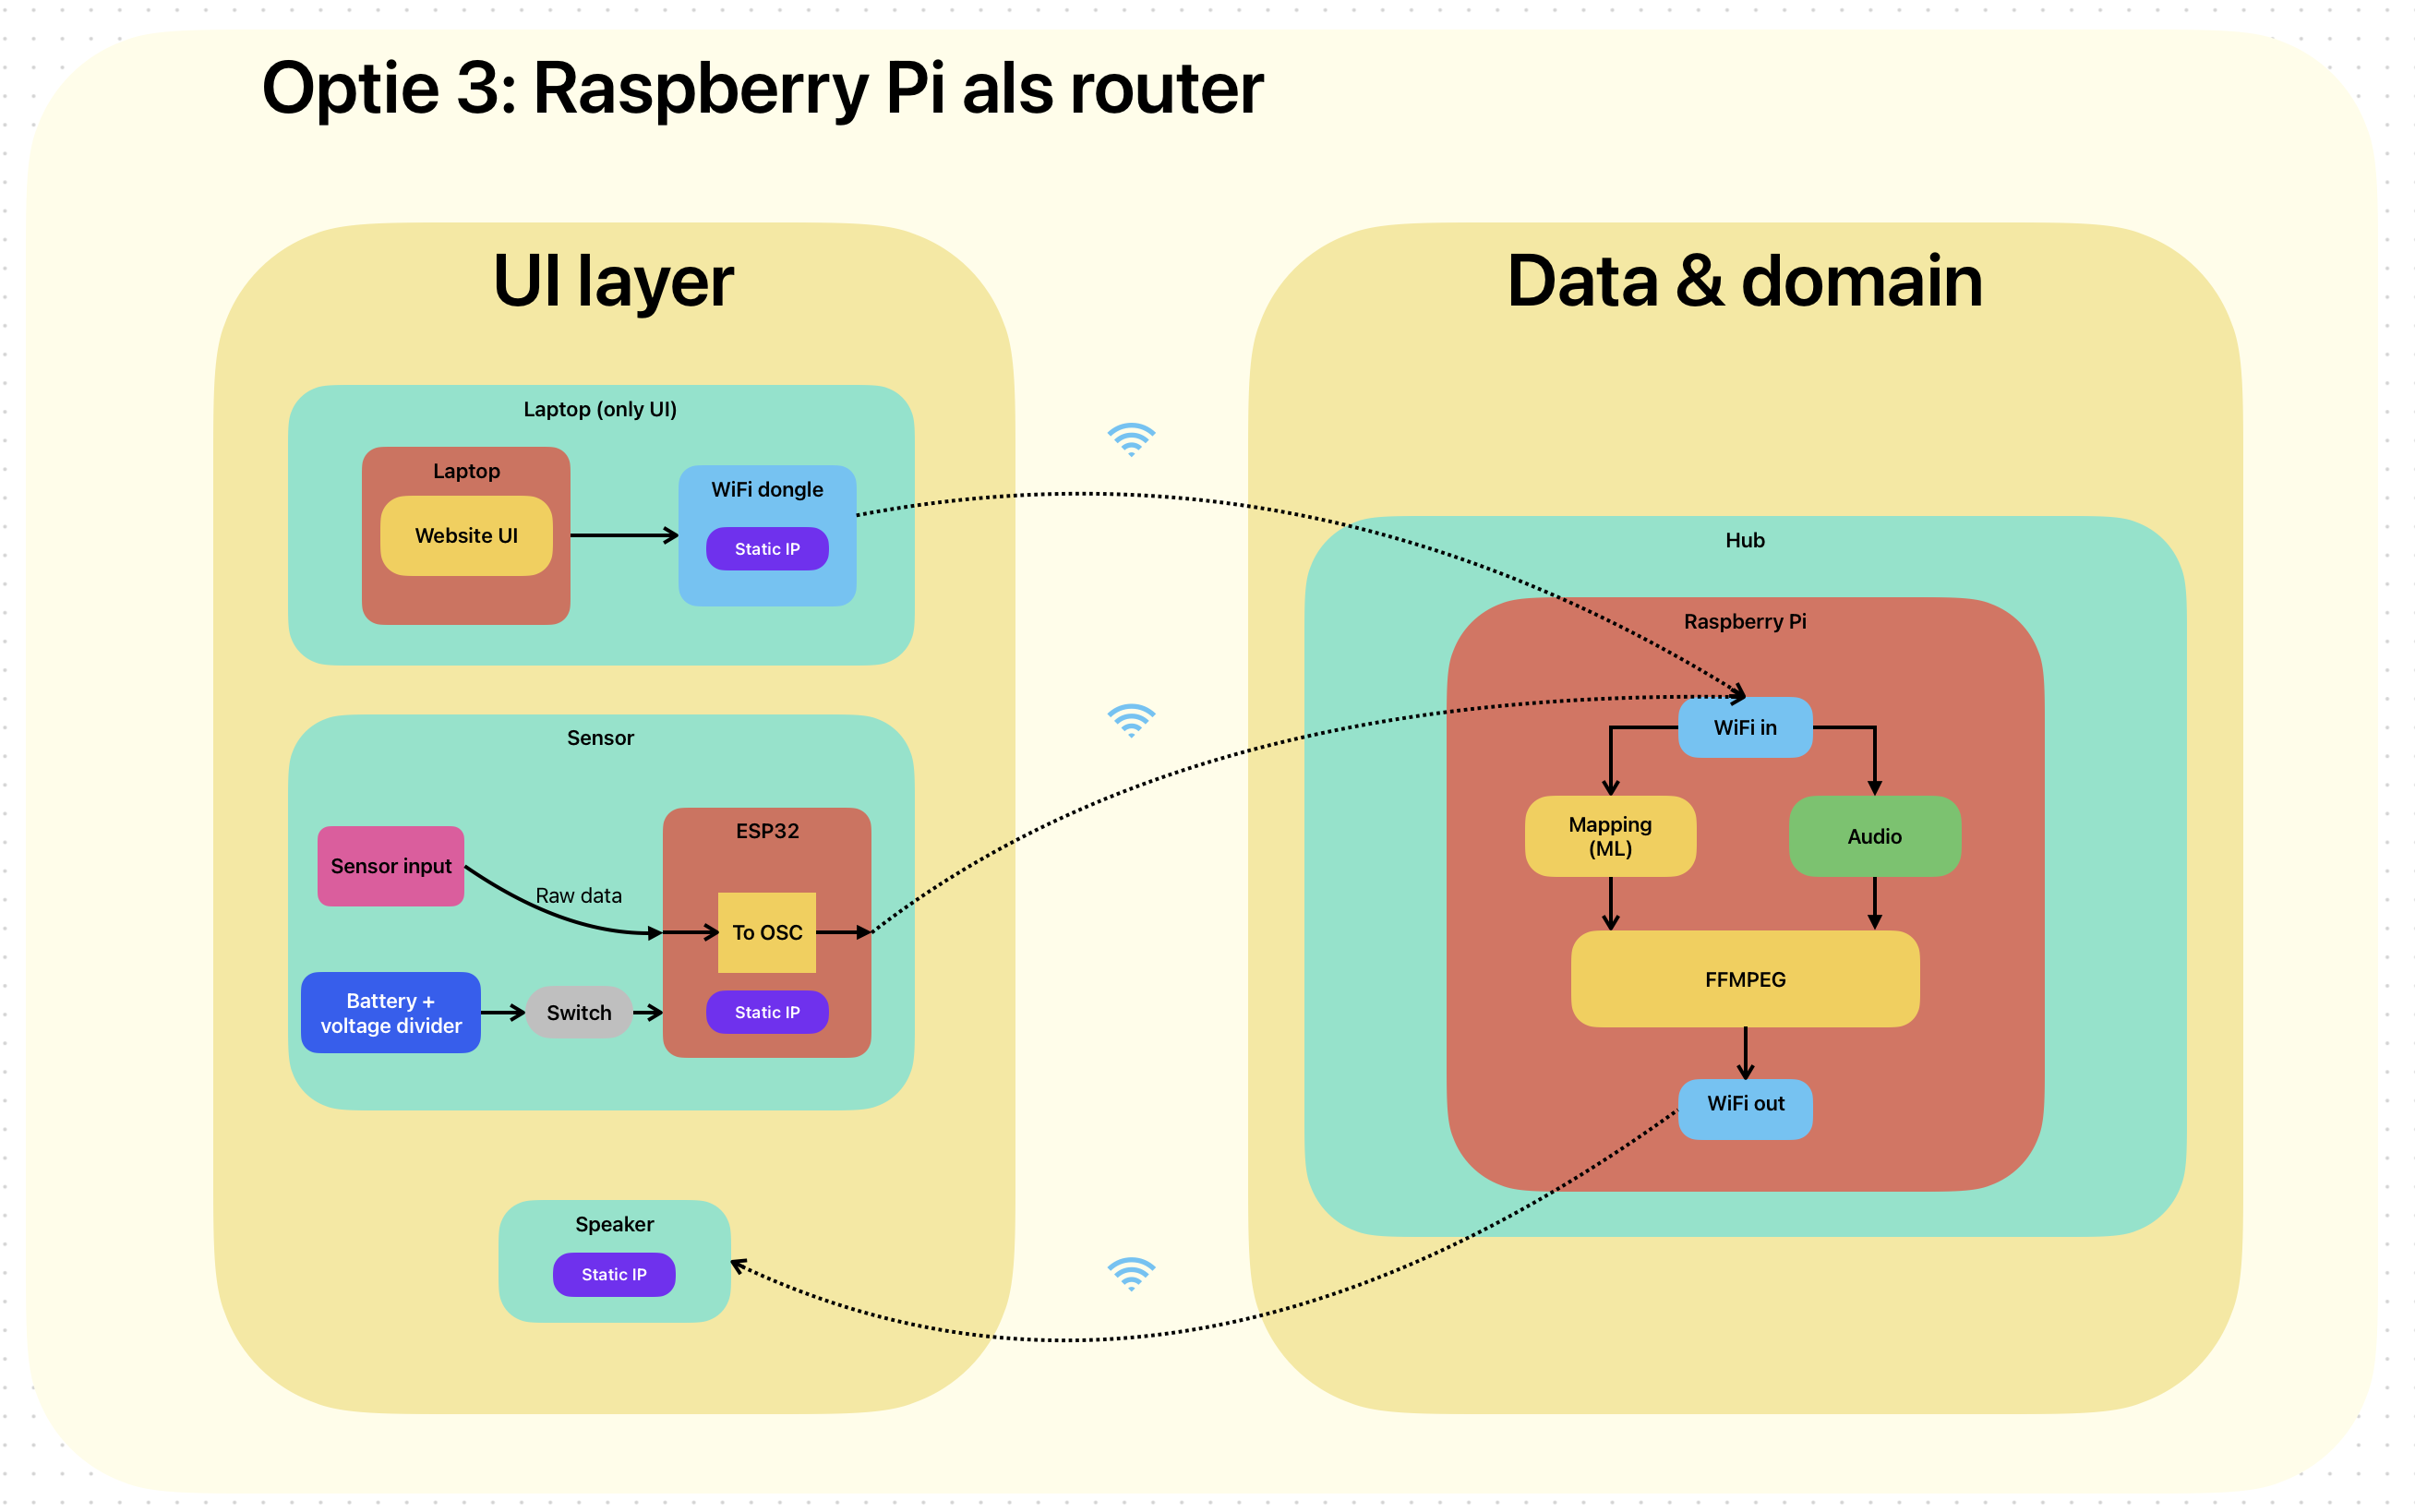 Optie 3: Raspberry Pi als router
UI layer
Laptop (only UI)
Laptop
Website UI
WiFi dongle
Static IP
Sensor
Sensor input
Raw data
ESP32
To OSC
Static IP
Battery +
voltage divider
Switch
Speaker
Static IP
Data & domain
Hub
Raspberry Pi
WiFi in
Mapping
(ML)
Audio
FFMPEG
WiFi out